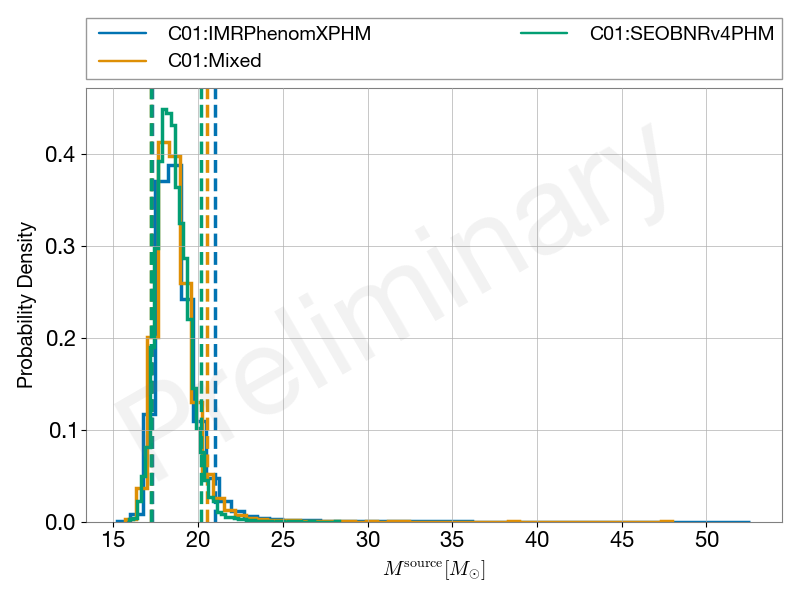 C01:IMRPhenomXPHM
C01:Mixed
C01:SEOBNRv4PHM
Probability Density
0.4
0.3
0.2
0.1
0.0
15 20 25 30 35 40 45 50
M^source [M_⊙]
Preliminary